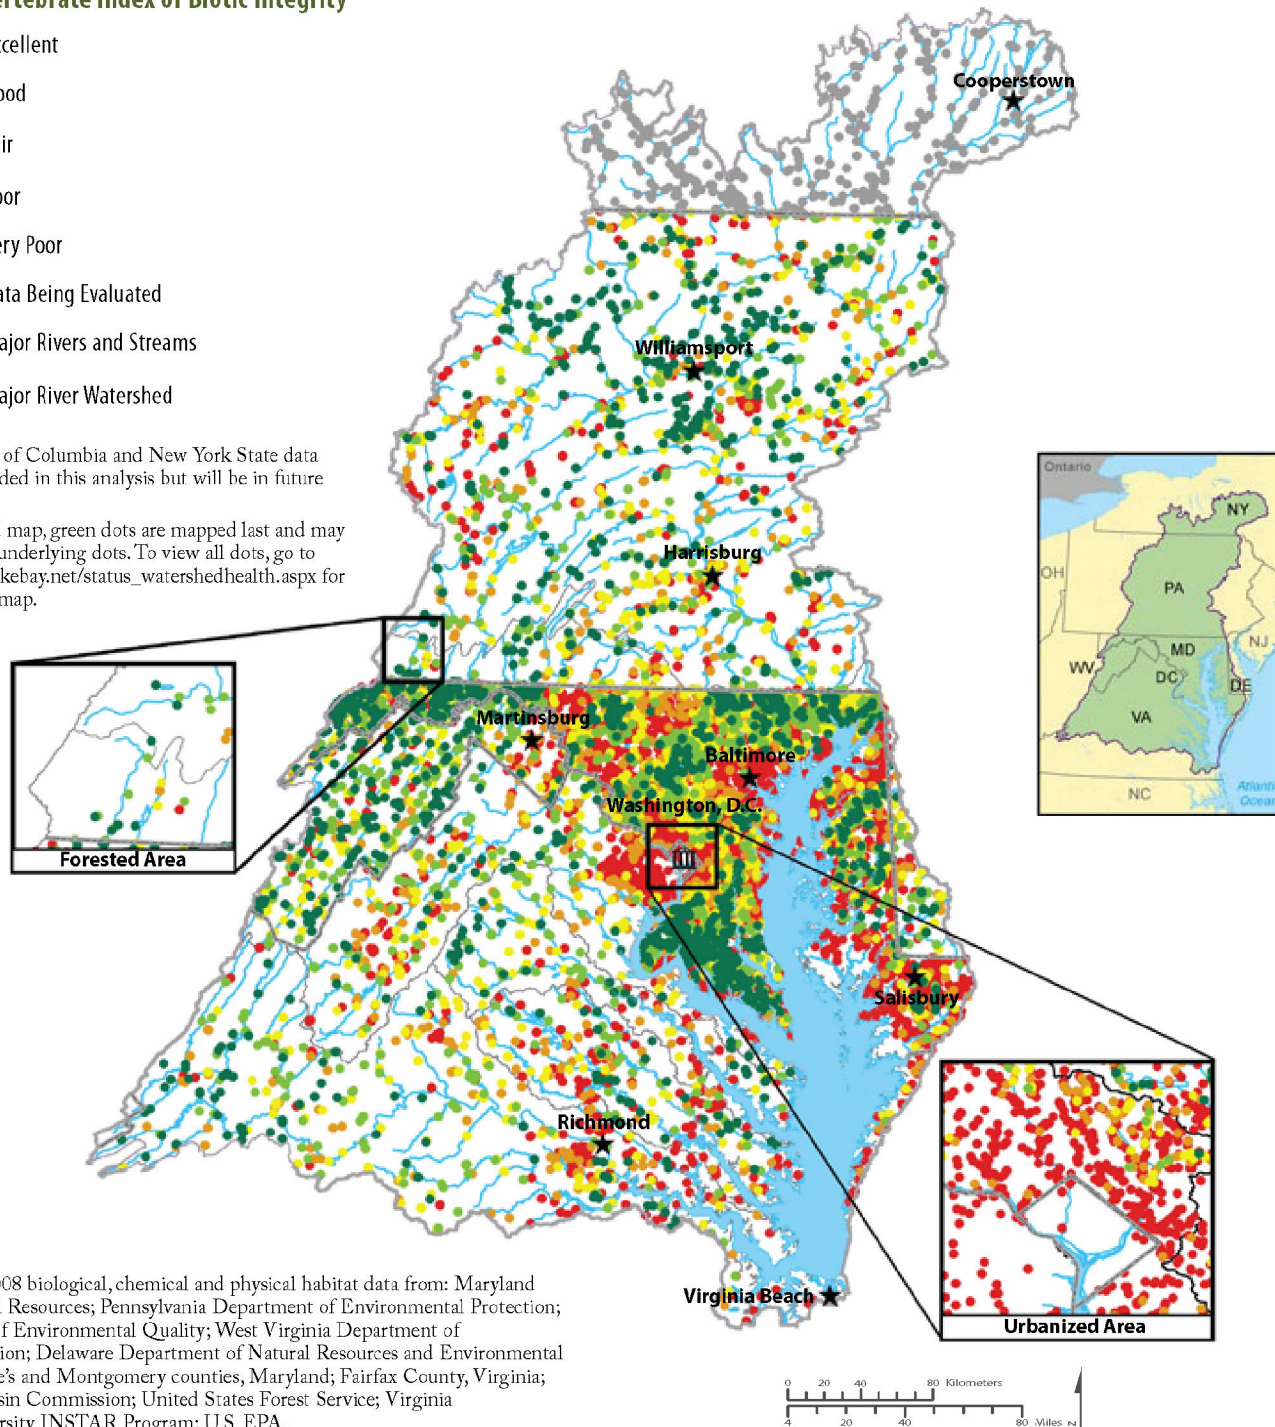 ertebrate Index of Biotic Integrity
cellent
ood
ir
oor
ery Poor
ata Being Evaluated
ajor Rivers and Streams
ajor River Watershed
of Columbia and New York State data
ded in this analysis but will be in future
map, green dots are mapped last and may
underlying dots. To view all dots, go to
kebay.net/status_watershedhealth.aspx for
map.
Cooperstown
Williamsport
Harrisburg
Martinsburg
Baltimore
Washington, D.C.
Salisbury
Richmond
Virginia Beach
Forested Area
Urbanized Area
Ontario
NY
OH
PA
NJ
MD
WV
DC
DE
VA
NC
Atlanti
Ocean
08 biological, chemical and physical habitat data from: Maryland
l Resources; Pennsylvania Department of Environmental Protection;
f Environmental Quality; West Virginia Department of
ion; Delaware Department of Natural Resources and Environmental
e's and Montgomery counties, Maryland; Fairfax County, Virginia;
sin Commission; United States Forest Service; Virginia
rsity INSTAR Program; U.S. EPA
0 20 40 80 Kilometers
4 20 40 80 Miles
N